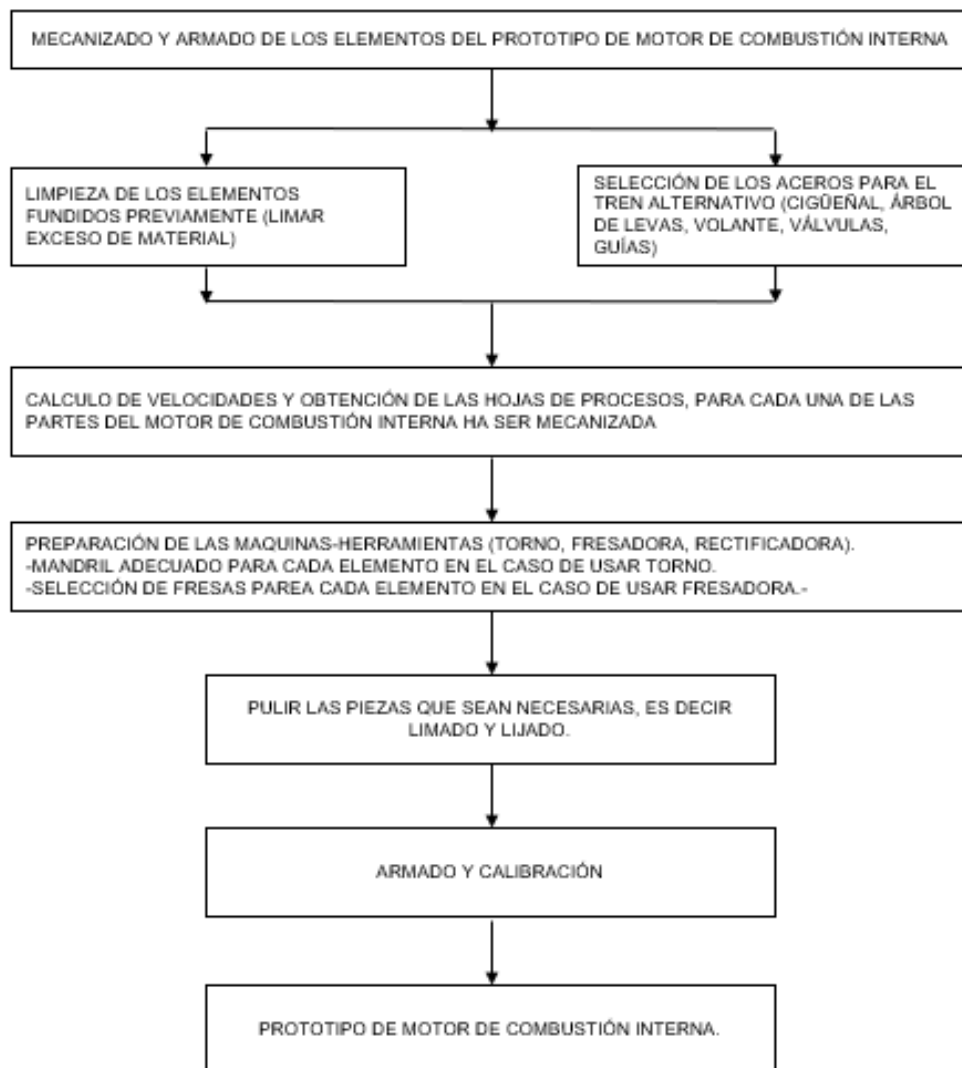 MECANIZADO Y ARMADO DE LOS ELEMENTOS DEL PROTOTIPO DE MOTOR DE COMBUSTIÓN INTERNA
LIMPIEZA DE LOS ELEMENTOS
FUNDIDOS PREVIAMENTE (LIMAR
EXCESO DE MATERIAL)
SELECCIÓN DE LOS ACEROS PARA EL
TREN ALTERNATIVO (CIGÜEÑAL, ÁRBOL
DE LEVAS, VOLANTE, VÁLVULAS,
GUÍAS)
CALCULO DE VELOCIDADES Y OBTENCIÓN DE LAS HOJAS DE PROCESOS, PARA CADA UNA DE LAS
PARTES DEL MOTOR DE COMBUSTIÓN INTERNA HA SER MECANIZADA
PREPARACIÓN DE LAS MAQUINAS-HERRAMIENTAS (TORNO, FRESADORA, RECTIFICADORA).
-MANDRIL ADECUADO PARA CADA ELEMENTO EN EL CASO DE USAR TORNO.
-SELECCIÓN DE FRESAS PAREA CADA ELEMENTO EN EL CASO DE USAR FRESADORA.-
PULIR LAS PIEZAS QUE SEAN NECESARIAS, ES DECIR
LIMADO Y LIJADO.
ARMADO Y CALIBRACIÓN
PROTOTIPO DE MOTOR DE COMBUSTIÓN INTERNA.